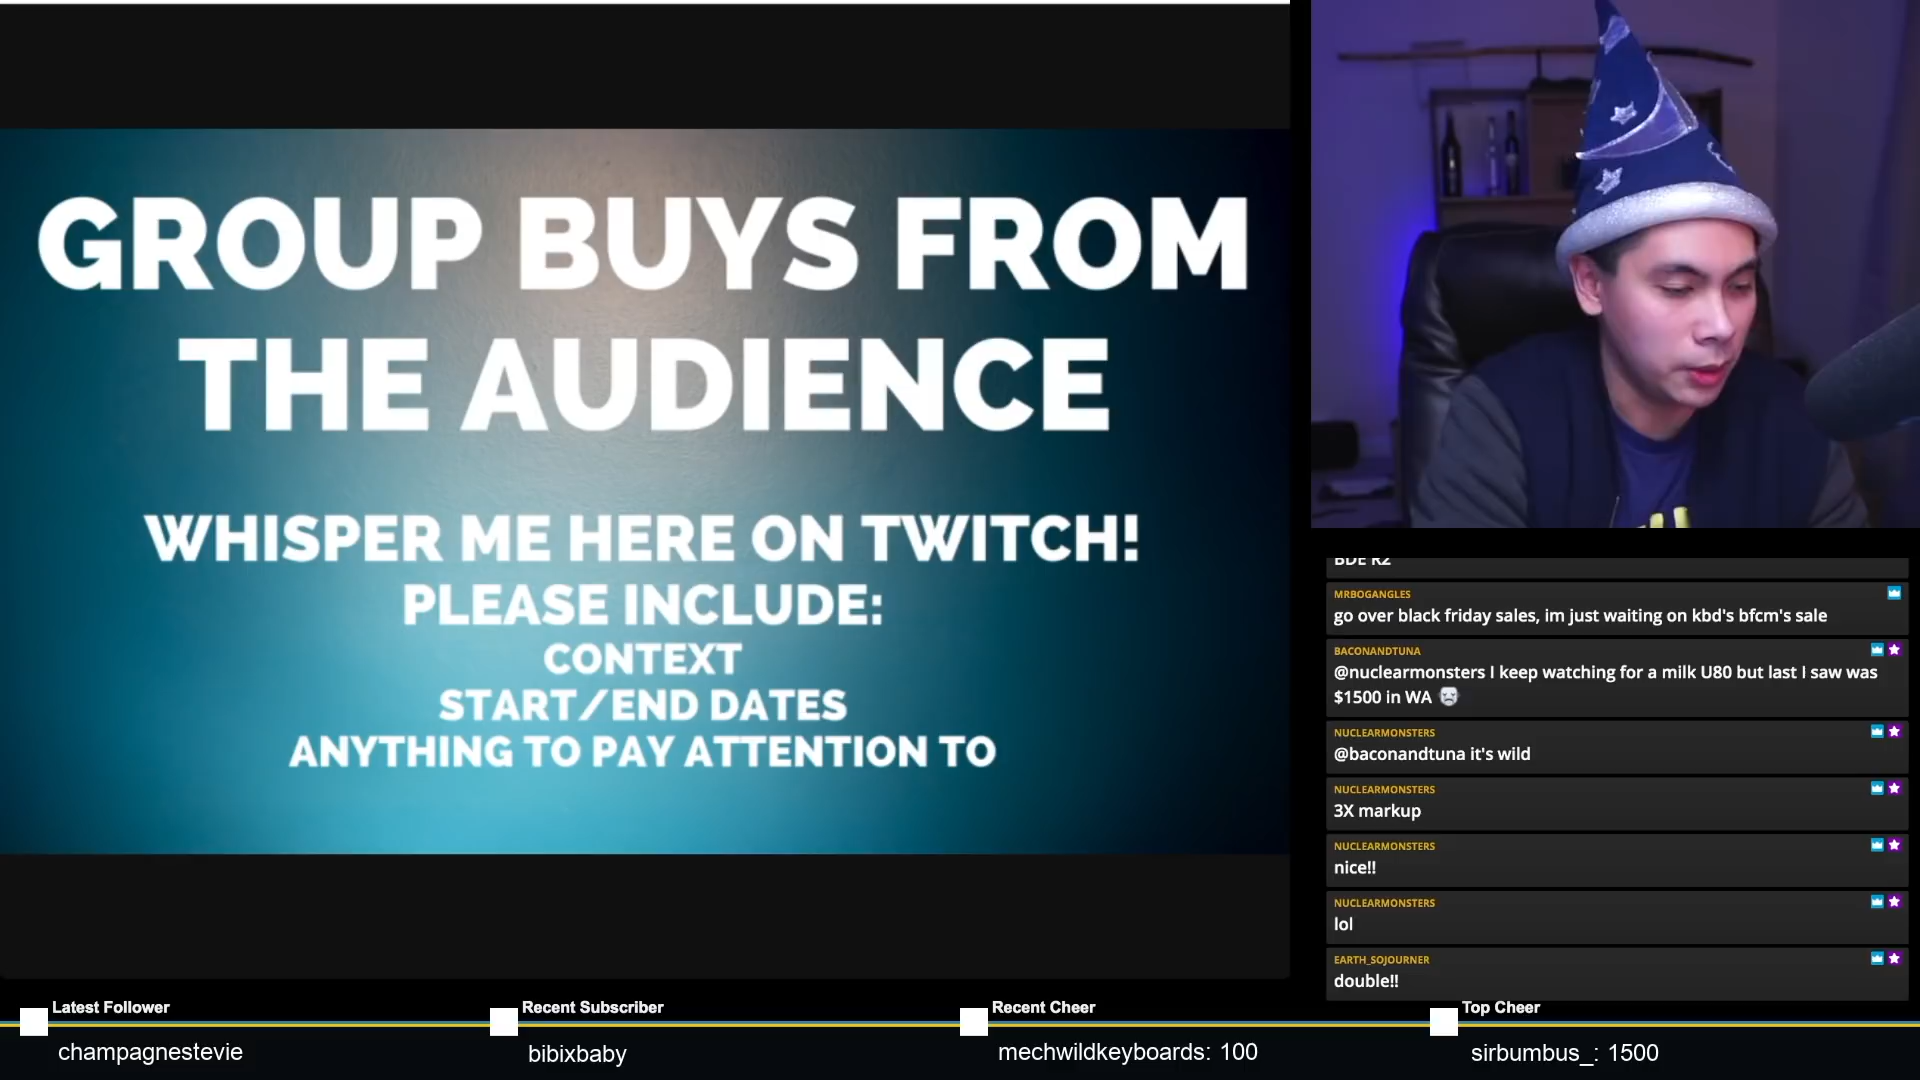 GROUP BUYS FROM
THE AUDIENCE
WHISPER ME HERE ON TWITCH!
PLEASE INCLUDE:
CONTEXT
START/END DATES
ANYTHING TO PAY ATTENTION TO
BDE R2
MRBOGANGLES
go over black friday sales, im just waiting on kbd's bfcm's sale
BACONANDTUNA
@nuclearmonsters I keep watching for a milk U80 but last I saw was
$1500 in WA
NUCLEARMONSTERS
@baconandtuna it's wild
NUCLEARMONSTERS
3X markup
NUCLEARMONSTERS
nice!!
NUCLEARMONSTERS
lol
EARTH_SOJOURNER
double!!
Latest Follower
champagnestevie
Recent Subscriber
bibixbaby
Recent Cheer
mechwildkeyboards: 100
Top Cheer
sirbumbus_: 1500